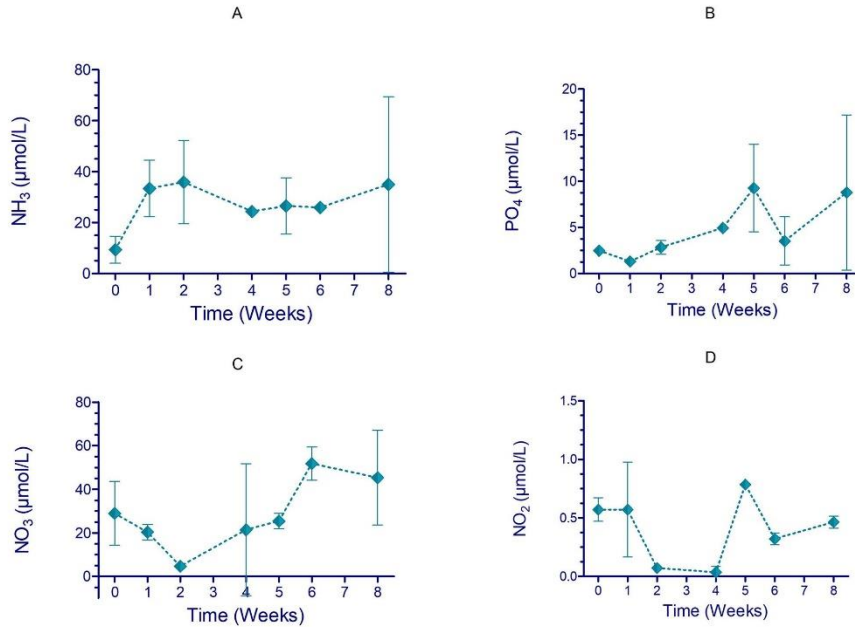 A
NH₃ (µmol/L)
80
60
40
20
0
0 1 2 3 4 5 6 7 8
Time (Weeks)
B
PO₄ (µmol/L)
20
15
10
5
0
0 1 2 3 4 5 6 7 8
Time (Weeks)
C
NO₃ (µmol/L)
80
60
40
20
0
0 1 2 3 4 5 6 7 8
Time (Weeks)
D
NO₂ (µmol/L)
1.5
1.0
0.5
0.0
0 1 2 3 4 5 6 7 8
Time (Weeks)